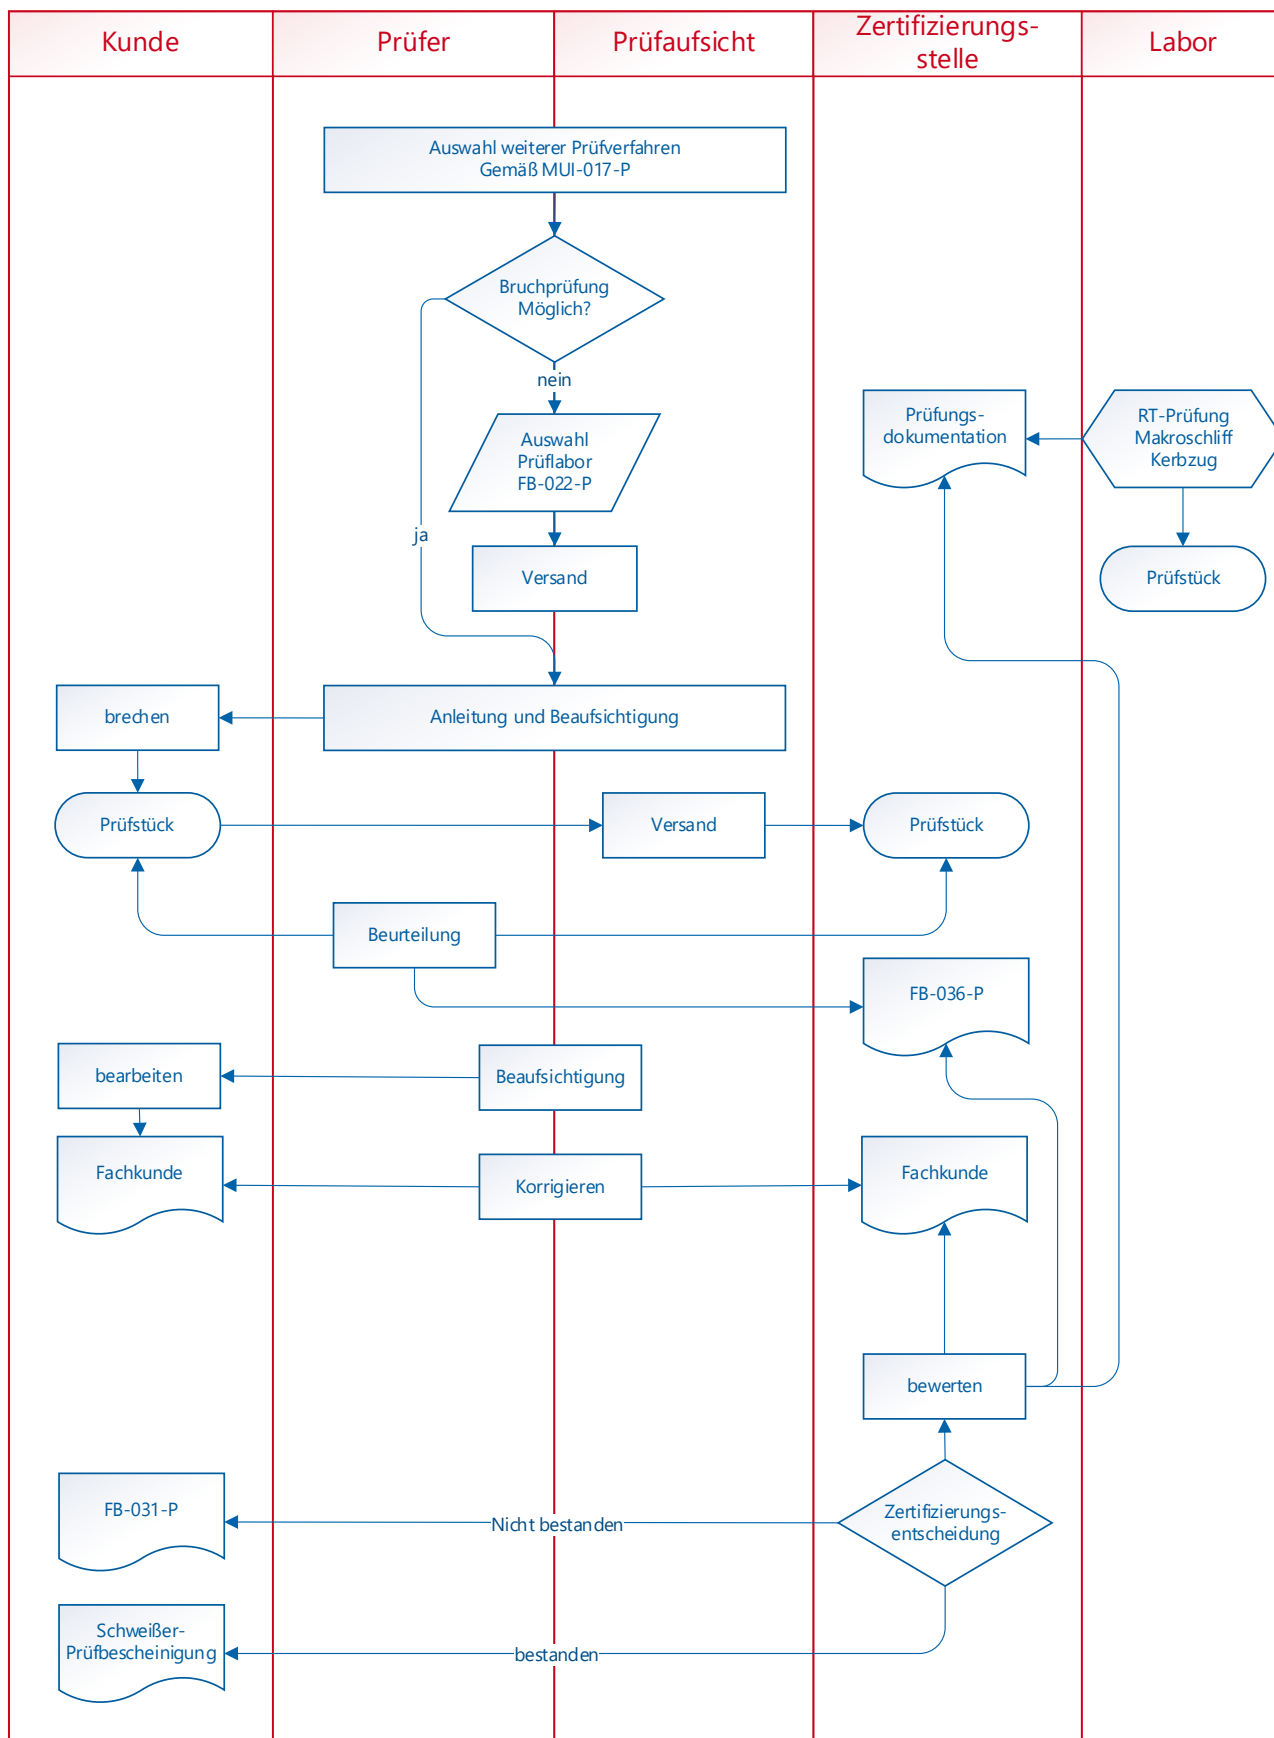 Kunde
Prüfer
Prüfaufsicht
Zertifizierungs-
stelle
Labor
Auswahl weiterer Prüfverfahren
Gemäß MUI-017-P
Bruchprüfung
Möglich?
nein
Auswahl
Prüflabor
FB-022-P
Prüfungs-
dokumentation
RT-Prüfung
Makroschliff
Kerbzug
ja
Versand
Prüfstück
brechen
Anleitung und Beaufsichtigung
Prüfstück
Versand
Prüfstück
Beurteilung
FB-036-P
bearbeiten
Beaufsichtigung
Fachkunde
Korrigieren
Fachkunde
bewerten
FB-031-P
Nicht bestanden
Zertifizierungs-
entscheidung
Schweißer-
Prüfbescheinigung
bestanden